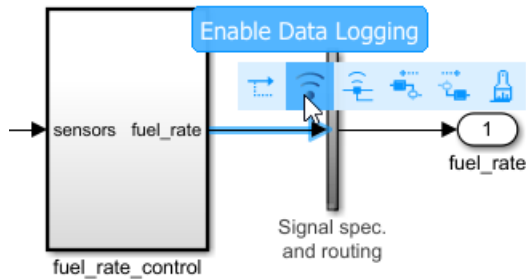 Enable Data Logging
sensors fuel_rate
1
fuel_rate
Signal spec.
and routing
fuel_rate_control